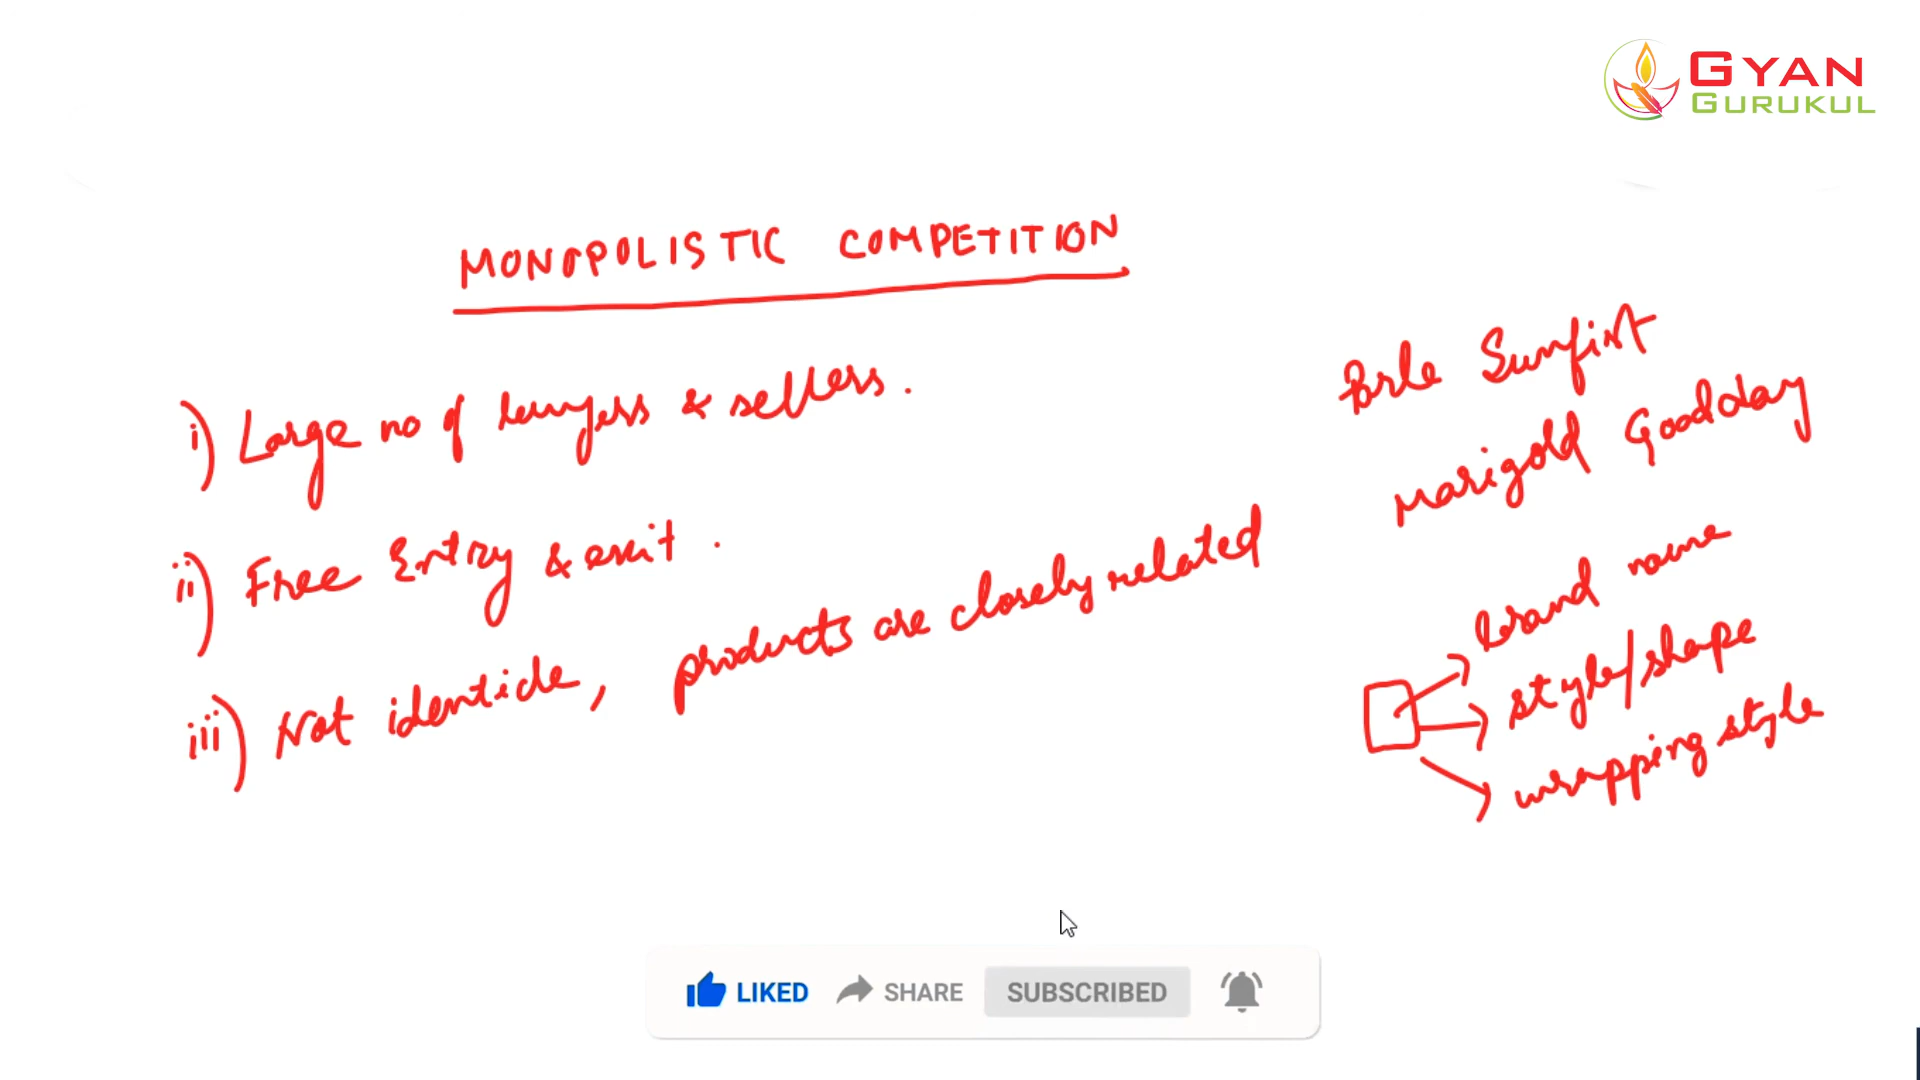 GYAN
GURUKUL
MONOPOLISTIC COMPETITION
i) Large no of buyers & sellers.
ii) Free Entry & exit.
iii) Not identicle, products are closely related
Parle Sunfist
Marigold Goodday
brand name
style/shape
wrapping style
LIKED SHARE SUBSCRIBED